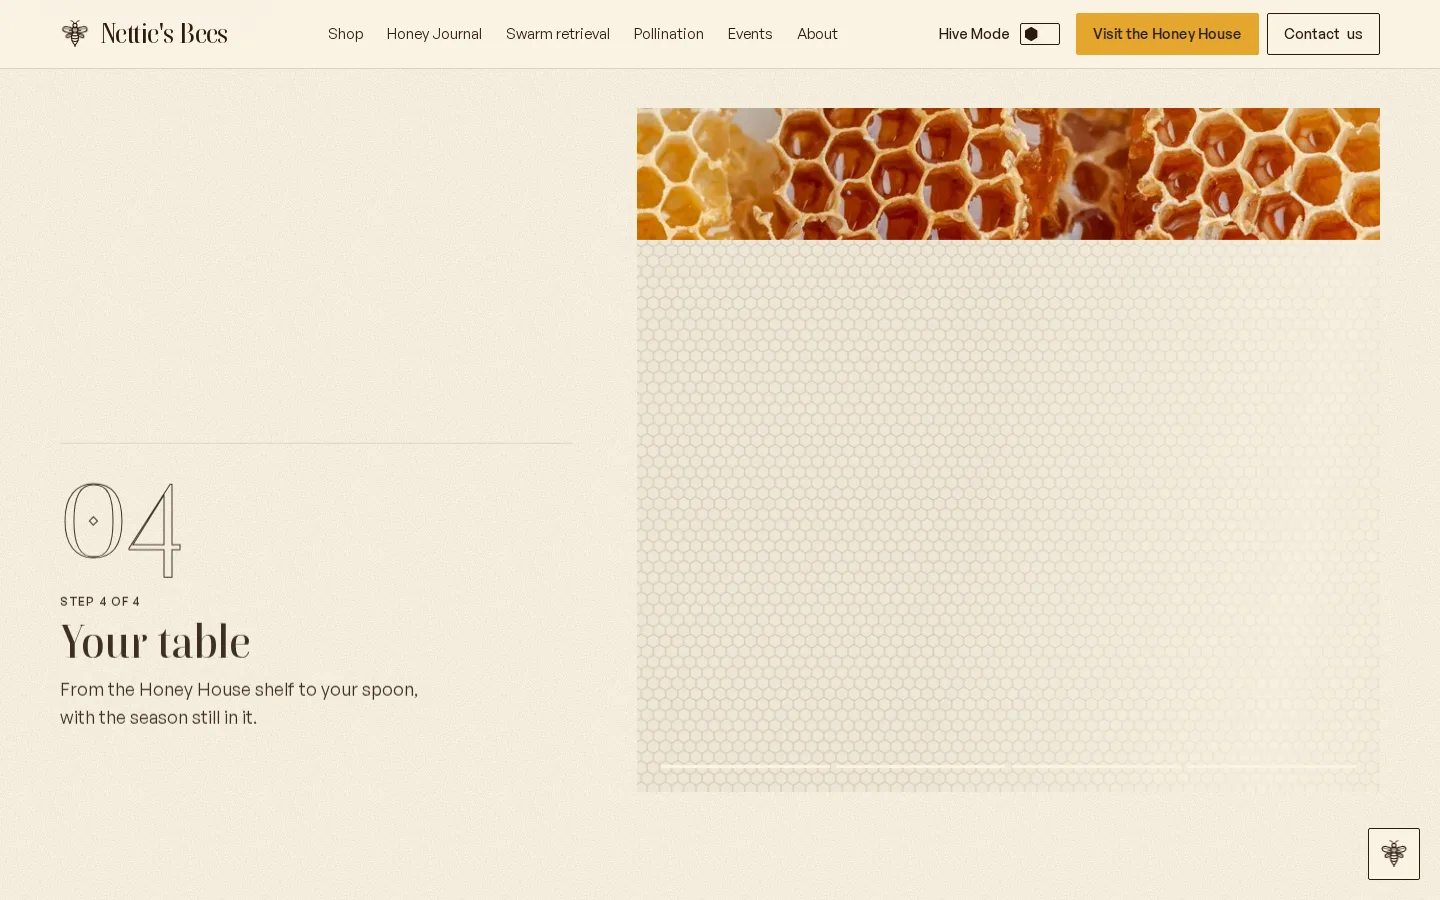 Nettie's Bees
Shop
Honey Journal
Swarm retrieval
Pollination
Events
About
Hive Mode
Visit the Honey House
Contact us
04
STEP 4 OF 4
Your table
From the Honey House shelf to your spoon,
with the season still in it.